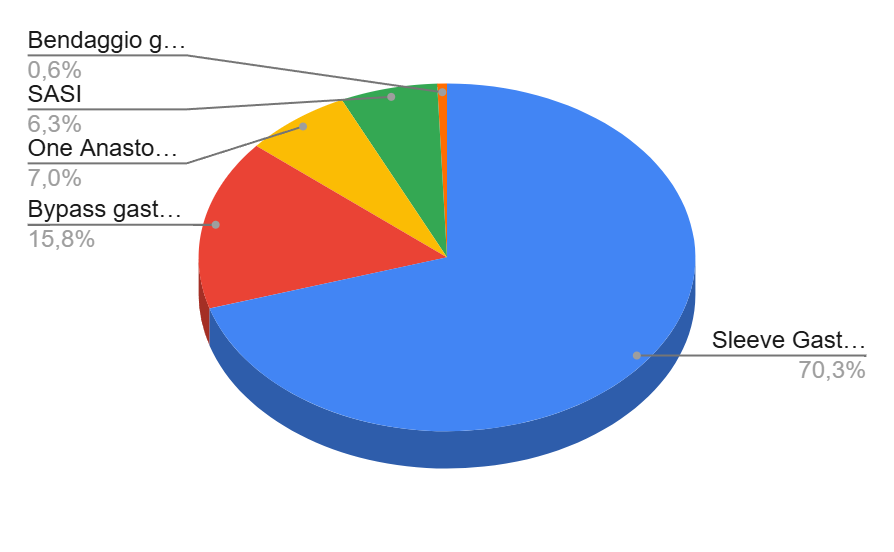 Bendaggio g…
0,6%
SASI
6,3%
One Anasto…
7,0%
Bypass gast…
15,8%
Sleeve Gast…
70,3%